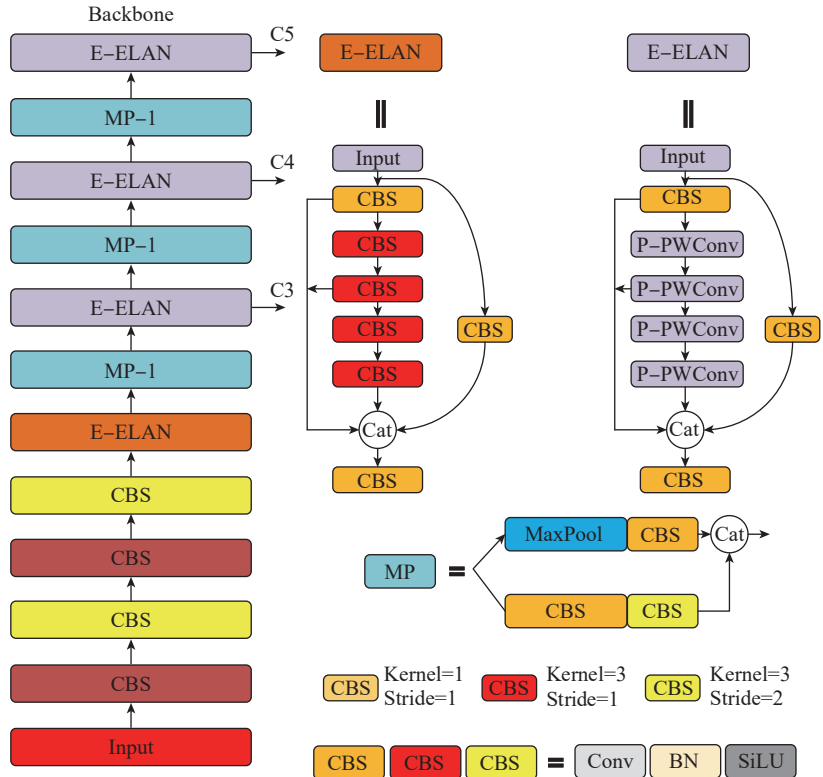 Backbone
E-ELAN
C5
MP-1
E-ELAN
C4
MP-1
E-ELAN
C3
MP-1
E-ELAN
CBS
CBS
CBS
CBS
Input
E-ELAN
Input
CBS
CBS
CBS
CBS
CBS
CBS
Cat
CBS
E-ELAN
Input
CBS
P-PWConv
P-PWConv
P-PWConv
P-PWConv
CBS
Cat
CBS
MP
=
MaxPool
CBS
Cat
CBS
CBS
CBS
Kernel=1
Stride=1
CBS
Kernel=3
Stride=1
CBS
Kernel=3
Stride=2
CBS CBS CBS = Conv BN SiLU